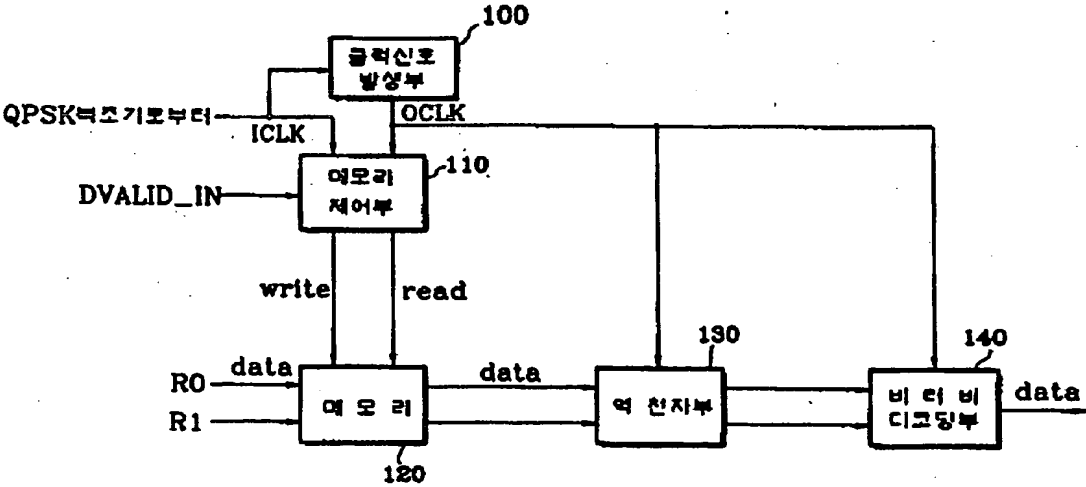 100
클럭신호
발생부
QPSK복조기로부터
ICLK
OCLK
110
메모리
제어부
DVALID_IN
write
read
130
140
R0
data
data
R1
메 모 리
역 천자부
비 터 비
디코딩부
data
120